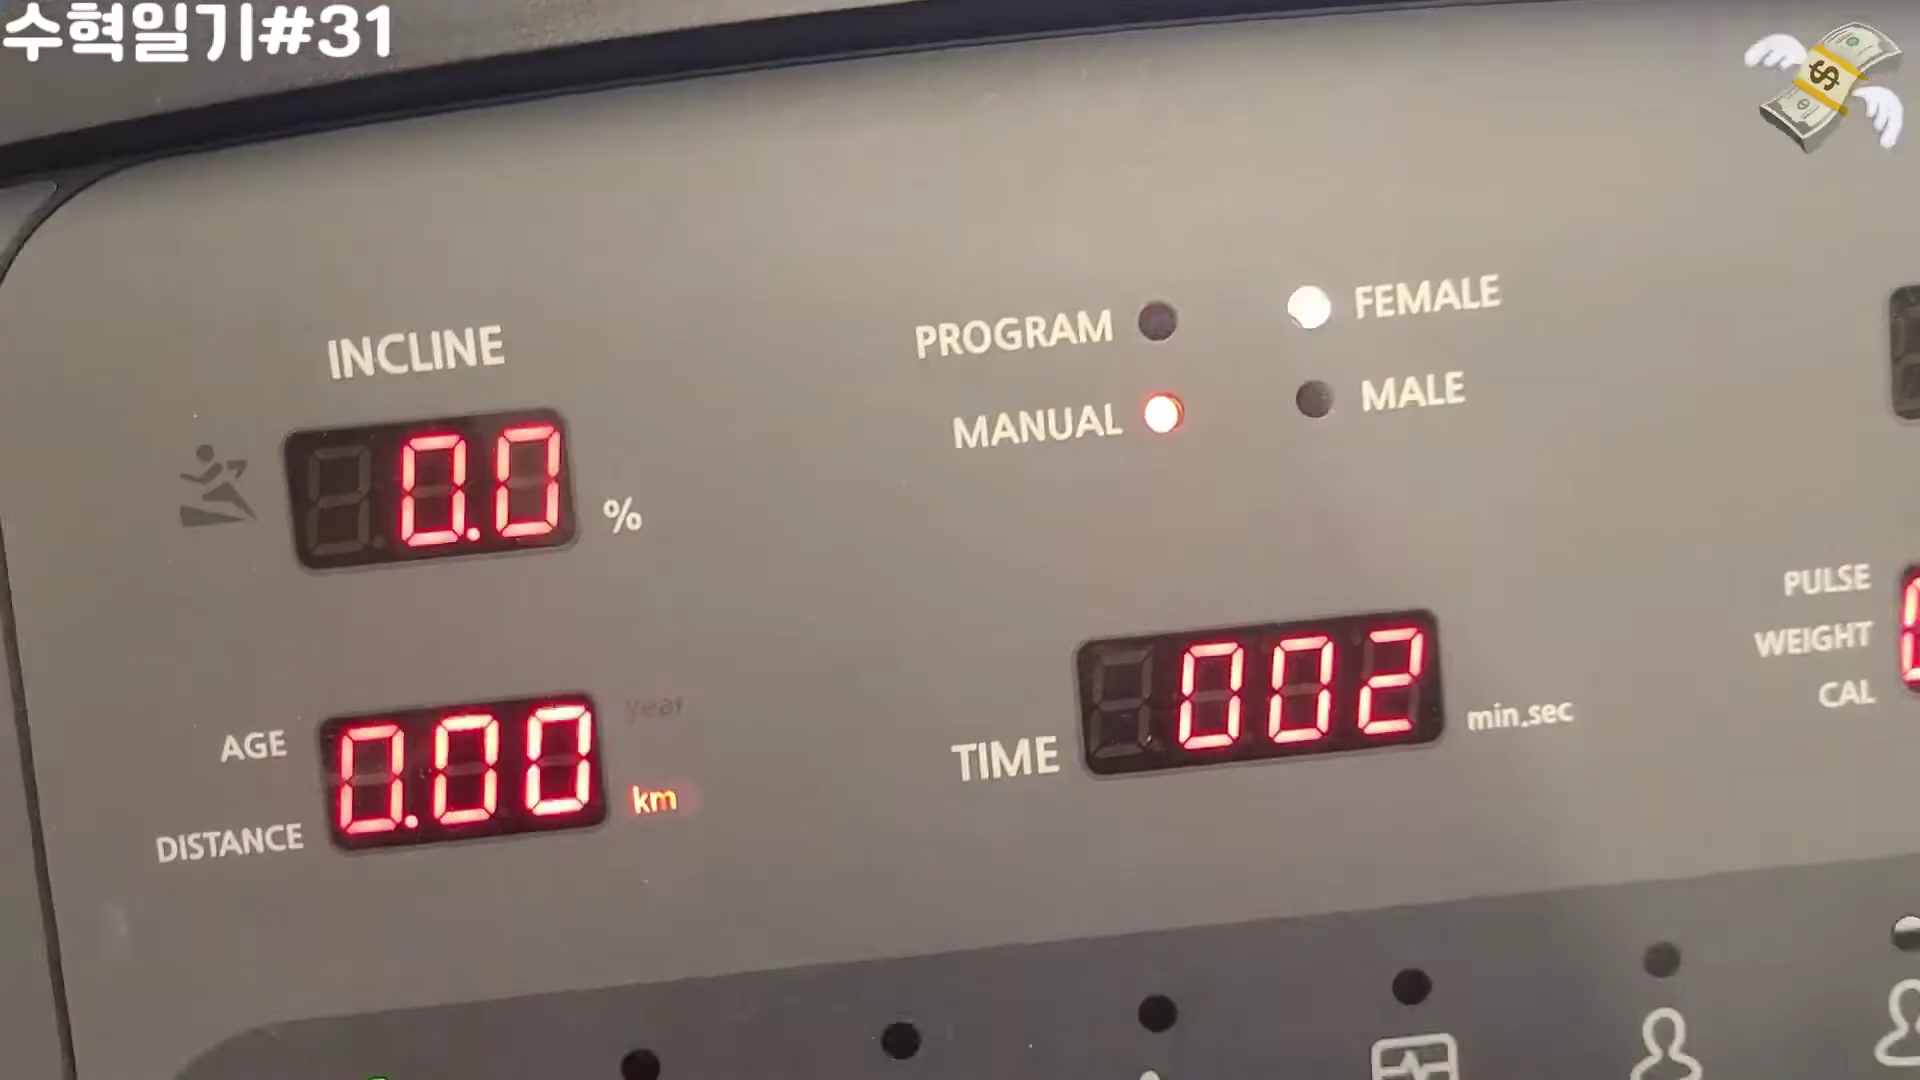 수혁일기#31
INCLINE
0.0 %
PROGRAM
FEMALE
MANUAL
MALE
AGE
year
0.00
km
DISTANCE
TIME
002
min.sec
PULSE
WEIGHT
CAL
$